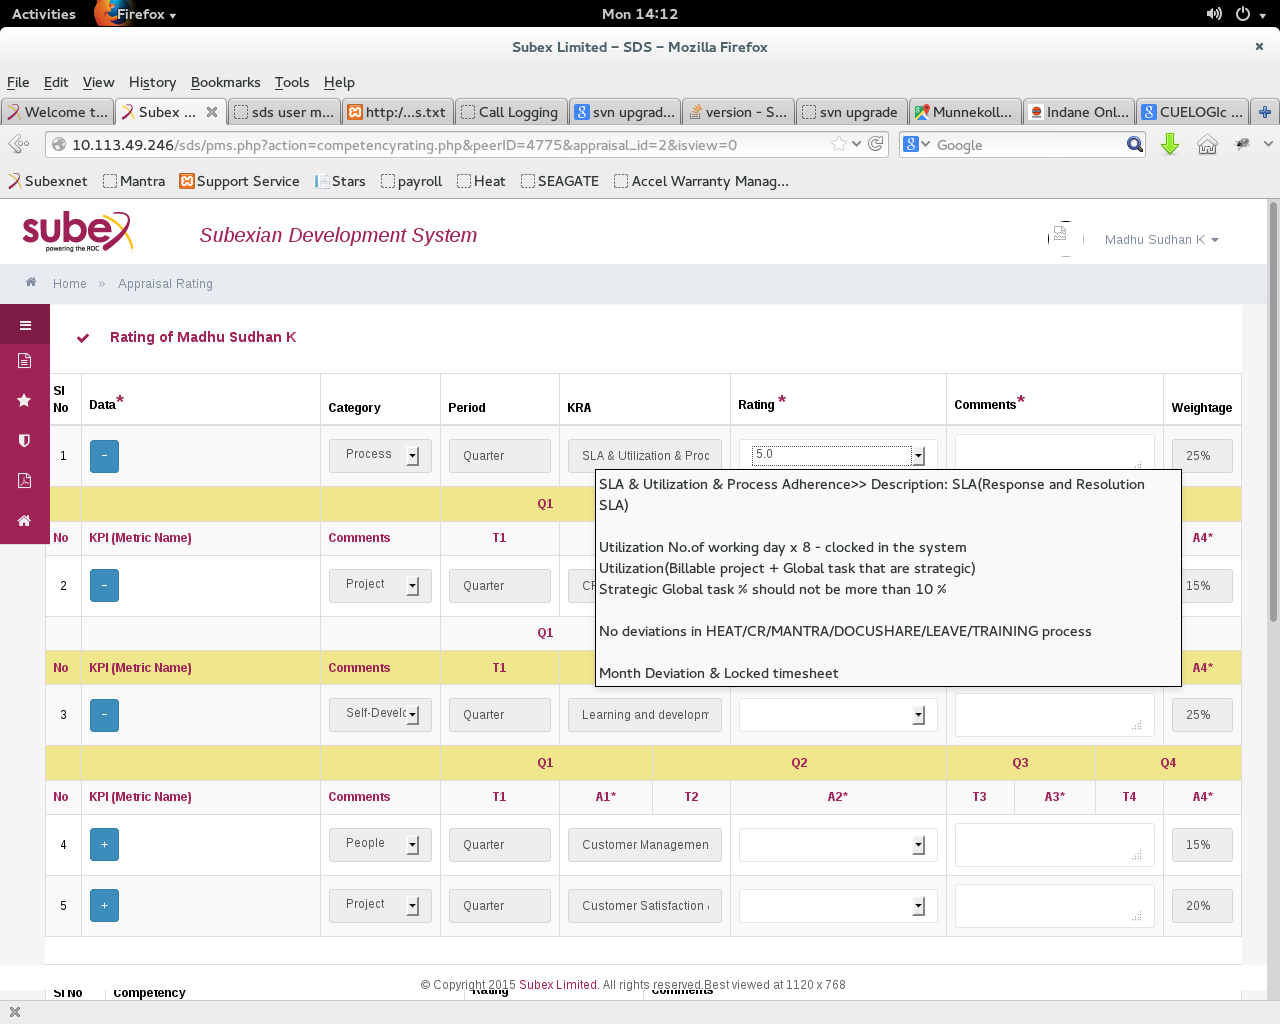 Activities Firefox Mon 14:12
Subex Limited – SDS – Mozilla Firefox
File Edit View History Bookmarks Tools Help
Welcome t... Subex ... sds user m... http:/...s.txt Call Logging svn upgrad... version - S... svn upgrade Munnekoll... Indane Onl... CUELOGIc ...
10.113.49.246/sds/pms.php?action=competencyrating.php&peerID=4775&appraisal_id=2&isview=0 Google
Subexnet Mantra Support Service Stars payroll Heat SEAGATE Accel Warranty Manag...
subex
powering the ROC
Subexian Development System
Madhu Sudhan K
Home » Appraisal Rating
Rating of Madhu Sudhan K
Sl No Data* Category Period KRA Rating * Comments* Weightage
1 − Process Quarter SLA & Utilization & Proc 5.0 25%
SLA & Utilization & Process Adherence>> Description: SLA(Response and Resolution
SLA)
Utilization No.of working day x 8 - clocked in the system
Utilization(Billable project + Global task that are strategic)
Strategic Global task % should not be more than 10 %
No deviations in HEAT/CR/MANTRA/DOCUSHARE/LEAVE/TRAINING process
Month Deviation & Locked timesheet
Q1
No KPI (Metric Name) Comments T1 A4*
2 − Project Quarter 15%
Q1
No KPI (Metric Name) Comments T1 A4*
3 − Self-Develo Quarter Learning and developm 25%
Q1 Q2 Q3 Q4
No KPI (Metric Name) Comments T1 A1* T2 A2* T3 A3* T4 A4*
4 + People Quarter Customer Managemen 15%
5 + Project Quarter Customer Satisfaction 20%
© Copyright 2015 Subex Limited. All rights reserved.Best viewed at 1120 x 768
Sl No Competency Rating Comments